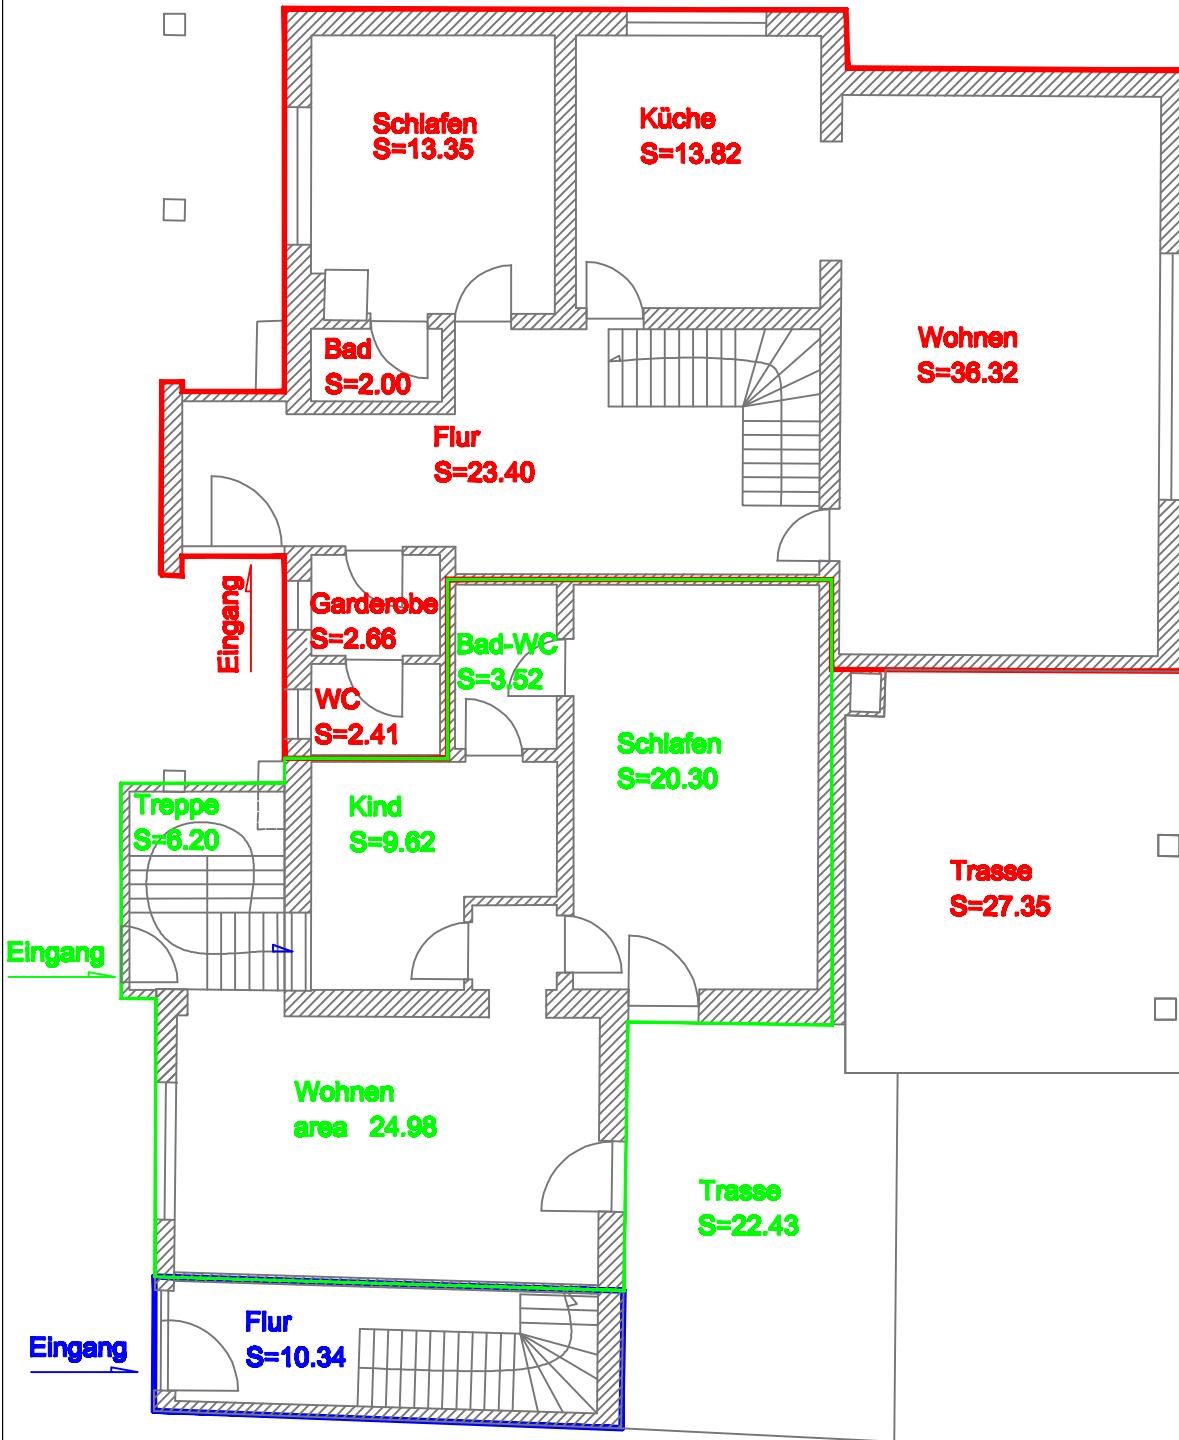 Schlafen
S=13.35
Küche
S=13.82
Wohnen
S=36.32
Bad
S=2.00
Flur
S=23.40
Eingang
Garderobe
S=2.66
WC
S=2.41
Bad-WC
S=3.52
Schlafen
S=20.30
Treppe
S=6.20
Kind
S=9.62
Trasse
S=27.35
Eingang
Wohnen
area 24.98
Trasse
S=22.43
Flur
S=10.34
Eingang